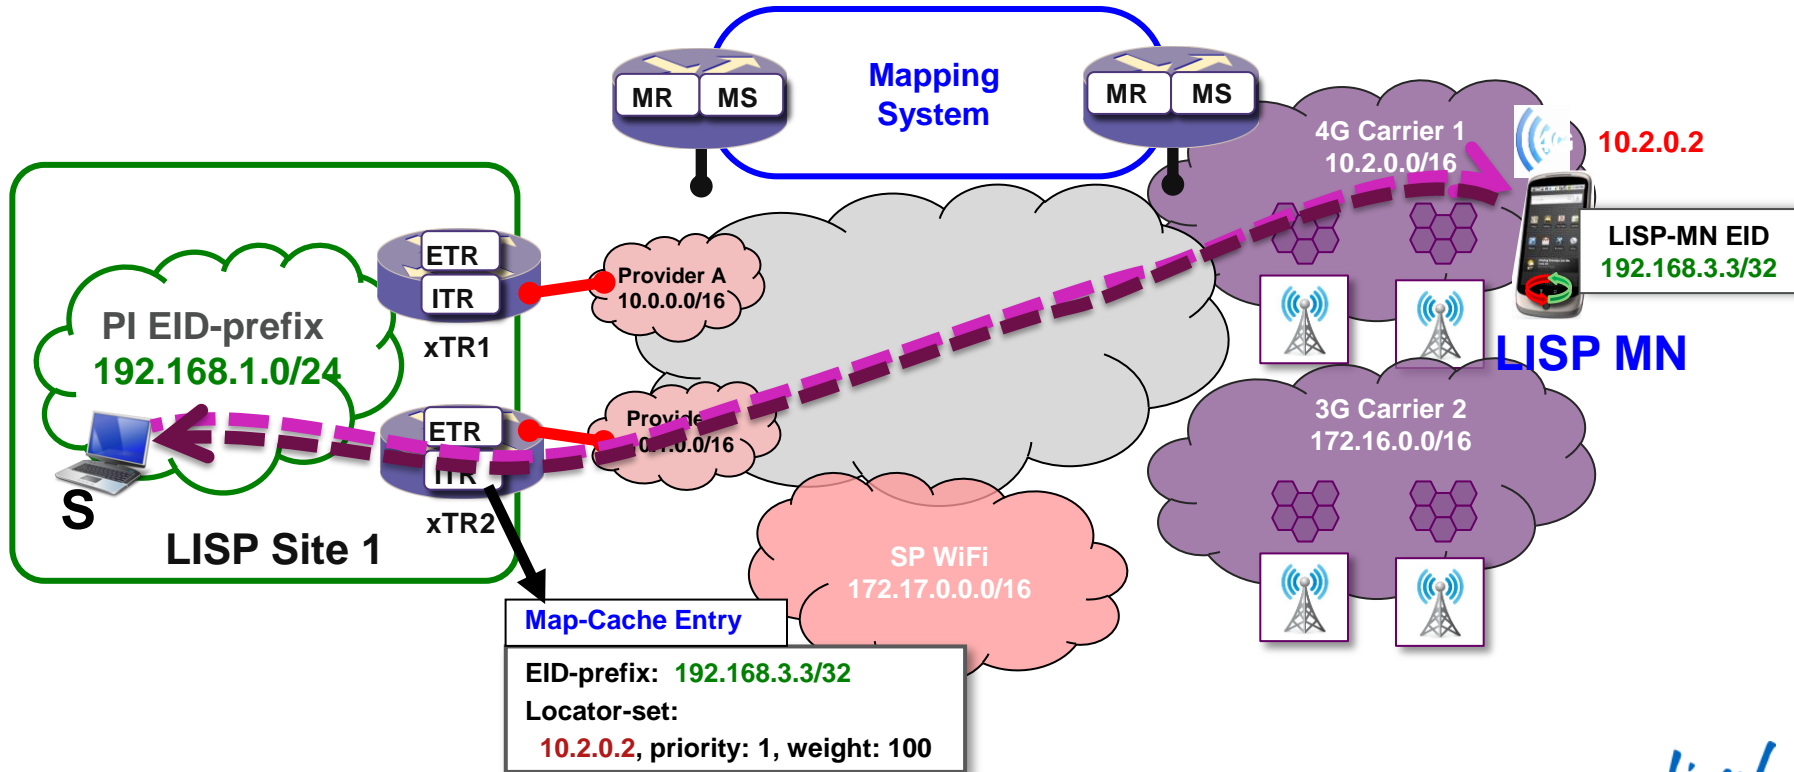 Mapping
System
MR
MS
MR
MS
4G Carrier 1
10.2.0.0/16
10.2.0.2
LISP-MN EID
192.168.3.3/32
LISP MN
ETR
ITR
xTR1
Provider A
10.0.0.0/16
PI EID-prefix
192.168.1.0/24
ETR
ITR
xTR2
.0.0/16
S
LISP Site 1
3G Carrier 2
172.16.0.0/16
SP WiFi
172.17.0.0.0/16
Map-Cache Entry
EID-prefix: 192.168.3.3/32
Locator-set:
10.2.0.2, priority: 1, weight: 100